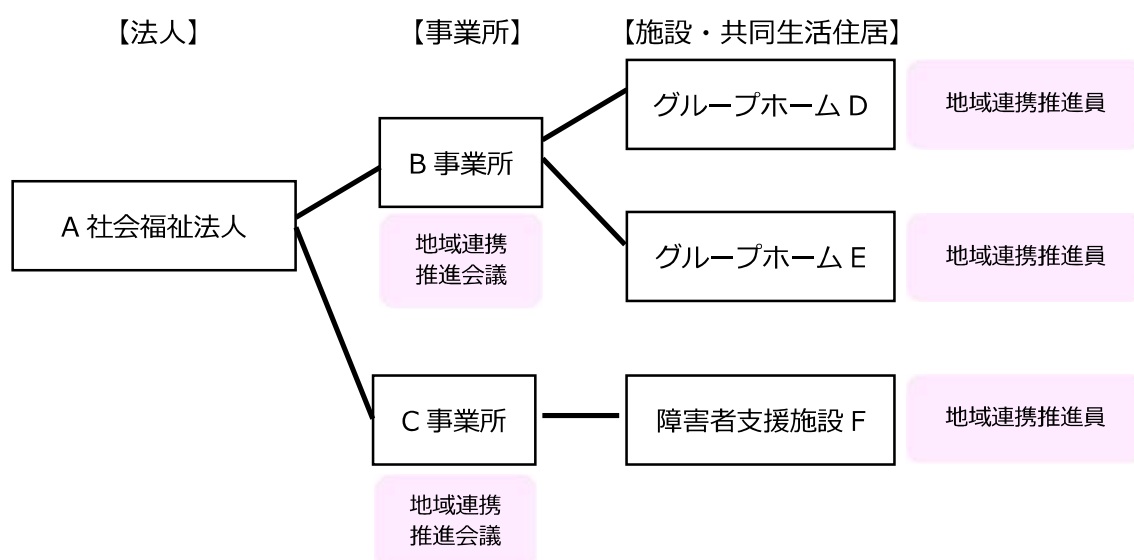 【法人】
【事業所】
【施設・共同生活住居】
グループホーム D
地域連携推進員
B 事業所
A 社会福祉法人
地域連携
推進会議
グループホーム E
地域連携推進員
C 事業所
障害者支援施設 F
地域連携推進員
地域連携
推進会議